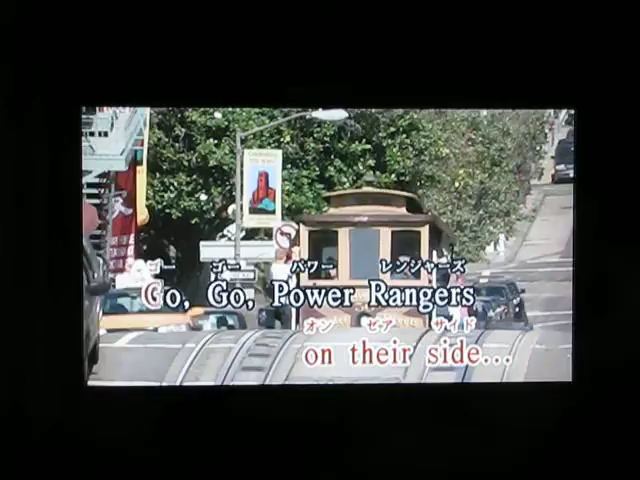 ゴー ゴー パワー レンジャーズ
Go, Go, Power Rangers
オン ゼア サイド
on their side...